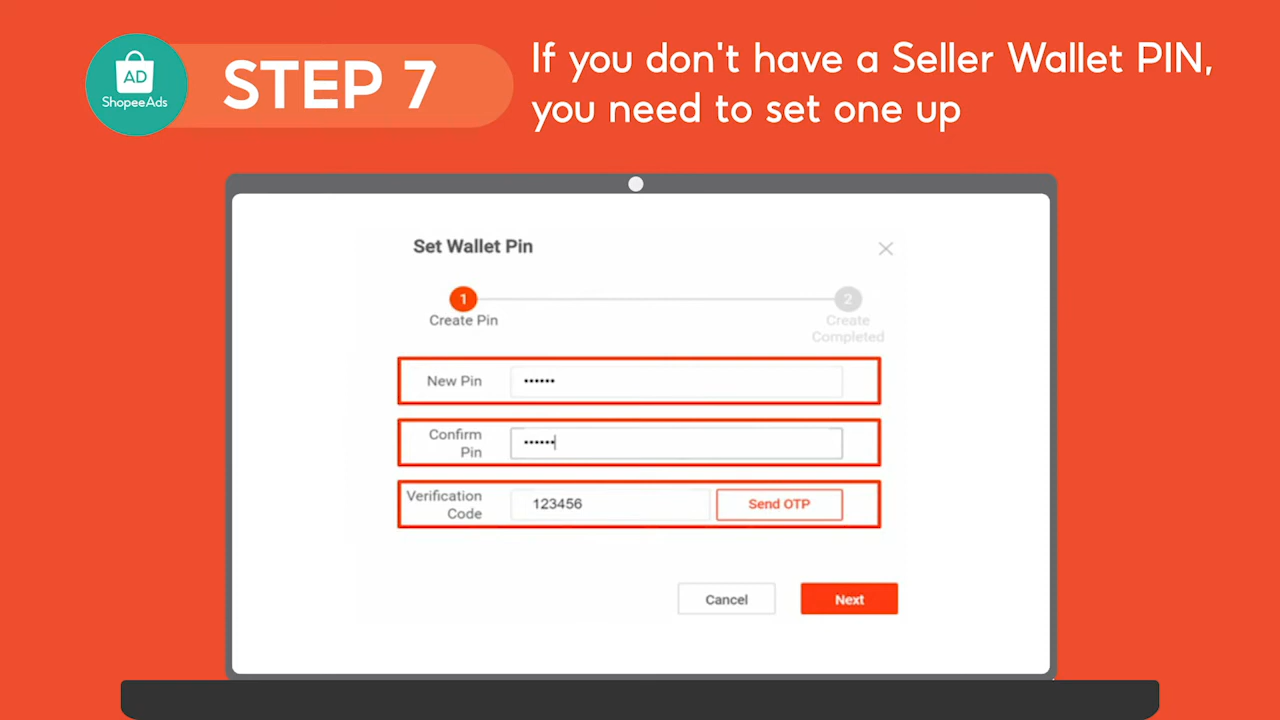 AD
ShopeeAds
STEP 7
If you don't have a Seller Wallet PIN,
you need to set one up
Set Wallet Pin
1
2
Create Pin
Create
Completed
New Pin
••••••
Confirm
Pin
••••••
Verification
Code
123456
Send OTP
Cancel
Next